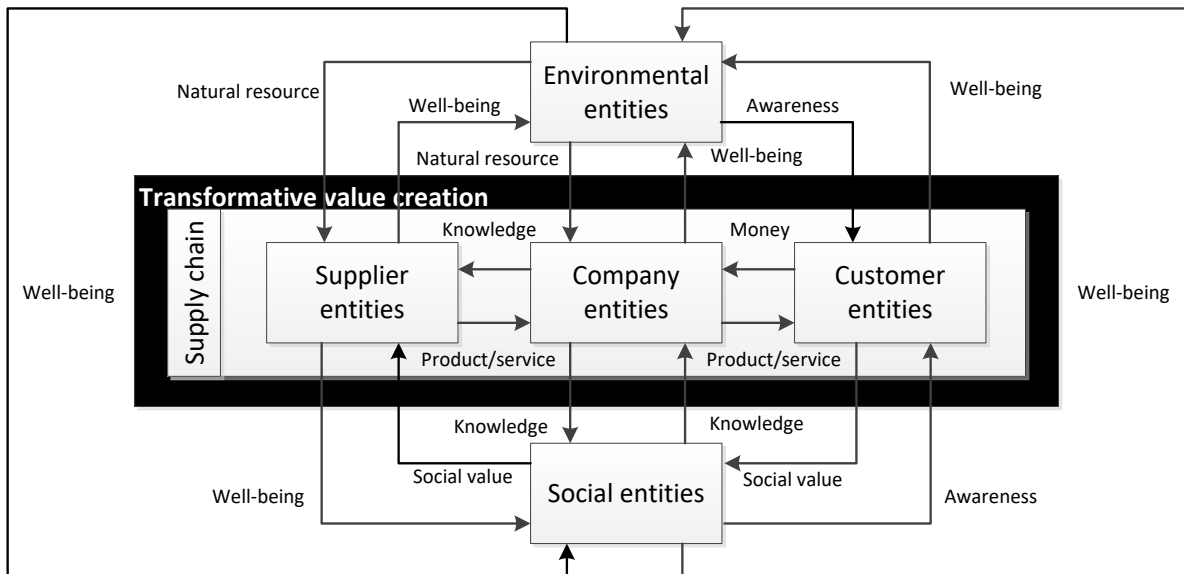 Environmental
entities
Natural resource
Well-being
Awareness
Well-being
Natural resource
Well-being
Transformative value creation
Supply chain
Knowledge
Money
Supplier
entities
Company
entities
Customer
entities
Well-being
Well-being
Product/service
Product/service
Knowledge
Knowledge
Social value
Social value
Well-being
Social entities
Awareness